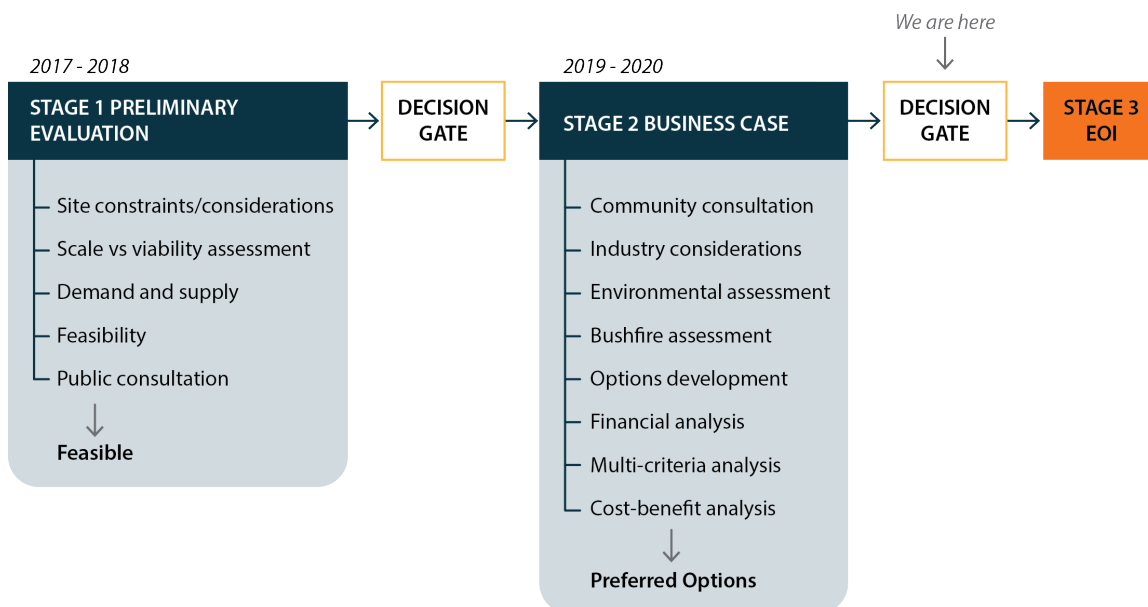 We are here
2017 - 2018
2019 - 2020
STAGE 1 PRELIMINARY
EVALUATION
DECISION
GATE
STAGE 2 BUSINESS CASE
DECISION
GATE
STAGE 3
EOI
Site constraints/considerations
Scale vs viability assessment
Demand and supply
Feasibility
Public consultation
Feasible
Community consultation
Industry considerations
Environmental assessment
Bushfire assessment
Options development
Financial analysis
Multi-criteria analysis
Cost-benefit analysis
Preferred Options